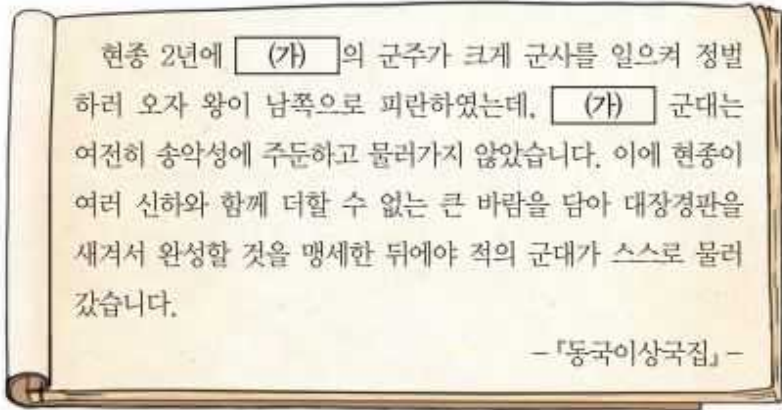 현종 2년에 (가) 의 군주가 크게 군사를 일으켜 정벌
하러 오자 왕이 남쪽으로 피란하였는데, (가) 군대는
여전히 송악성에 주둔하고 물러가지 않았습니다. 이에 현종이
여러 신하와 함께 더할 수 없는 큰 바람을 담아 대장경판을
새겨서 완성할 것을 맹세한 뒤에야 적의 군대가 스스로 물러
갔습니다.
-『동국이상국집』-